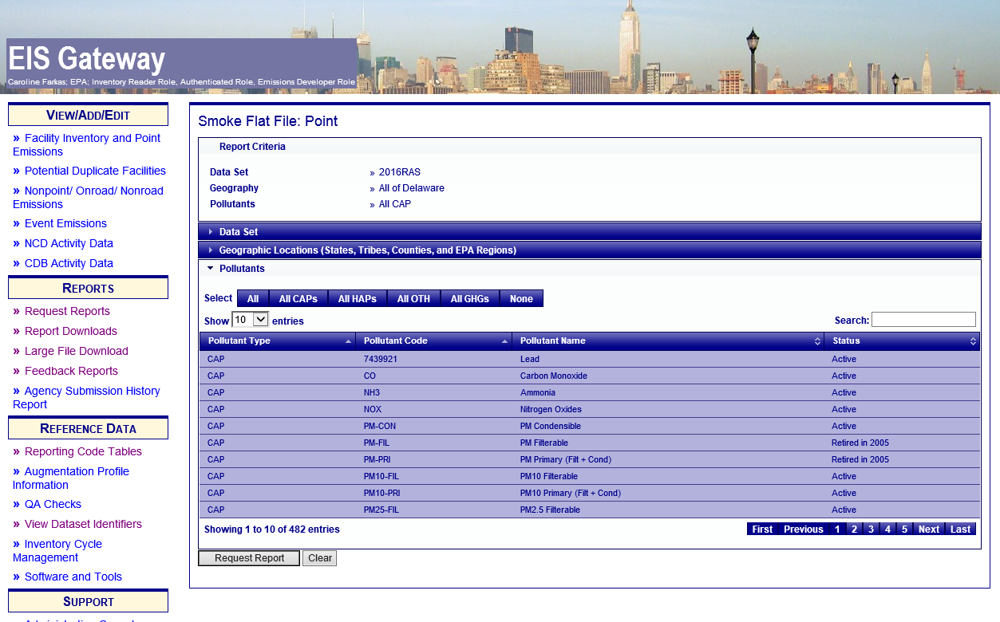 EIS Gateway
Caroline Farkas; EPA; Inventory Reader Role, Authenticated Role, Emissions Developer Role
VIEW/ADD/EDIT
» Facility Inventory and Point
Emissions
» Potential Duplicate Facilities
» Nonpoint/ Onroad/ Nonroad
Emissions
» Event Emissions
» NCD Activity Data
» CDB Activity Data
REPORTS
» Request Reports
» Report Downloads
» Large File Download
» Feedback Reports
» Agency Submission History
Report
REFERENCE DATA
» Reporting Code Tables
» Augmentation Profile
Information
» QA Checks
» View Dataset Identifiers
» Inventory Cycle
Management
» Software and Tools
SUPPORT
Smoke Flat File: Point
Report Criteria
Data Set » 2016RAS
Geography » All of Delaware
Pollutants » All CAP
Data Set
Geographic Locations (States, Tribes, Counties, and EPA Regions)
Pollutants
Select All All CAPs All HAPs All OTH All GHGs None
Show 10 entries Search:
Pollutant Type Pollutant Code Pollutant Name Status
CAP 7439921 Lead Active
CAP CO Carbon Monoxide Active
CAP NH3 Ammonia Active
CAP NOX Nitrogen Oxides Active
CAP PM-CON PM Condensible Active
CAP PM-FIL PM Filterable Retired in 2005
CAP PM-PRI PM Primary (Filt + Cond) Retired in 2005
CAP PM10-FIL PM10 Filterable Active
CAP PM10-PRI PM10 Primary (Filt + Cond) Active
CAP PM25-FIL PM2.5 Filterable Active
Showing 1 to 10 of 482 entries First Previous 1 2 3 4 5 Next Last
Request Report Clear